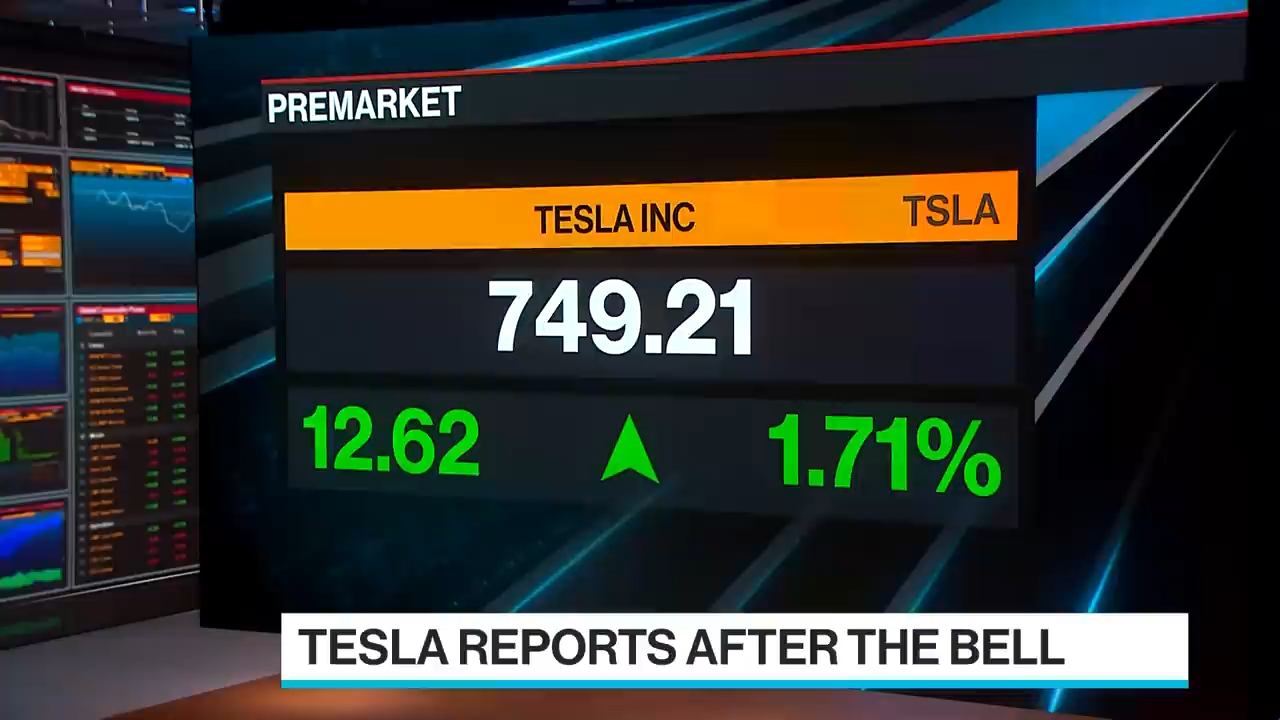 PREMARKET
TESLA INC TSLA
749.21
12.62 1.71%
TESLA REPORTS AFTER THE BELL